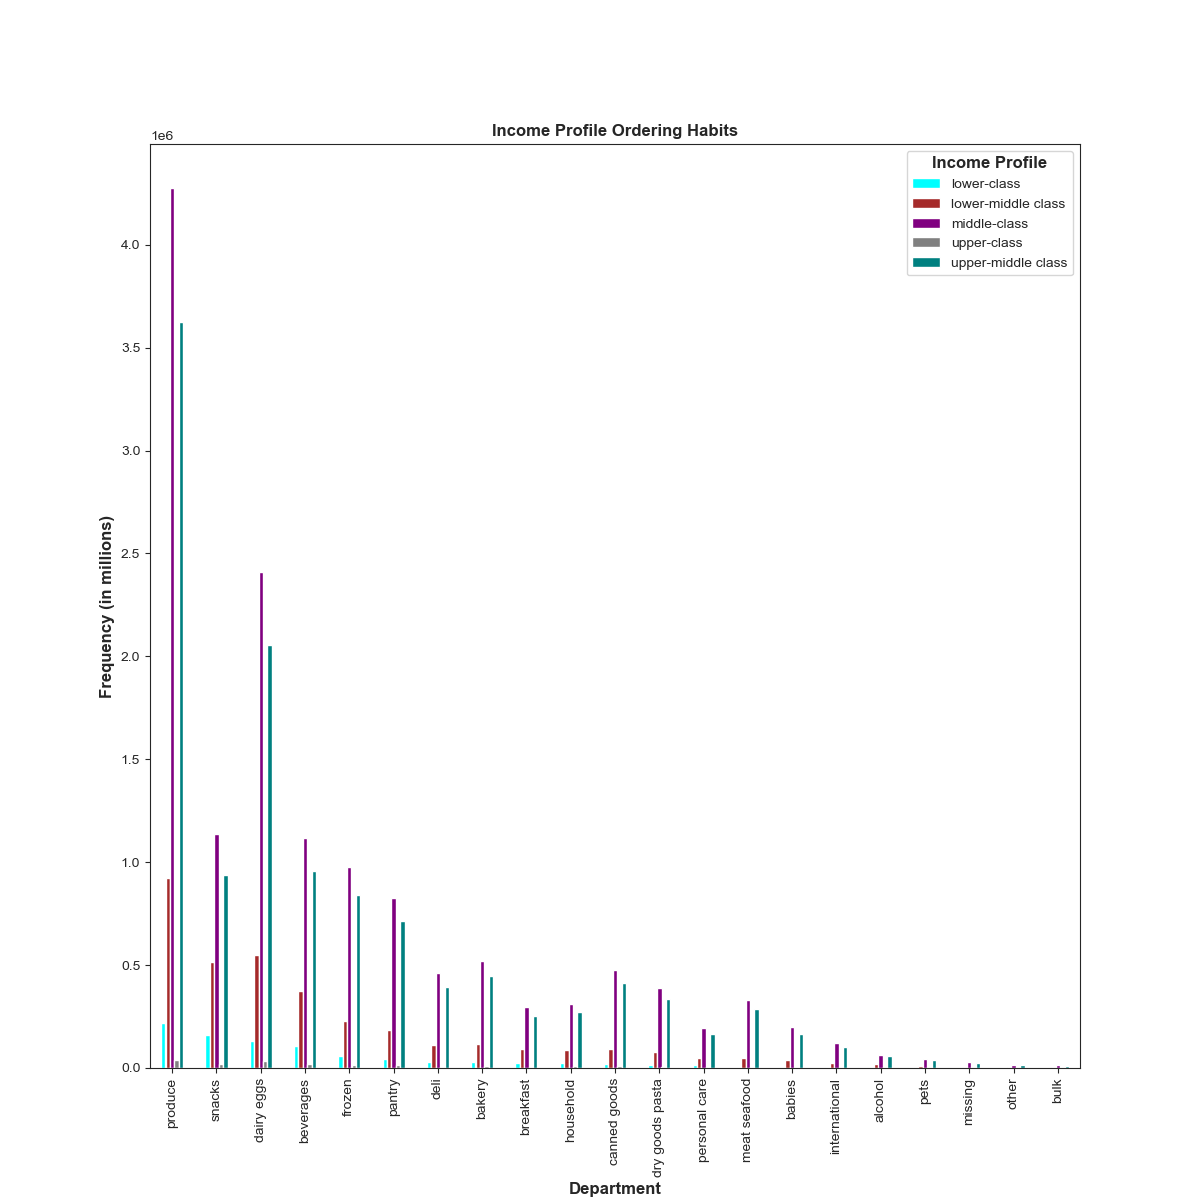 Income Profile Ordering Habits
1e6
Income Profile
lower-class
lower-middle class
middle-class
upper-class
upper-middle class
4.0
3.5
3.0
2.5
2.0
1.5
1.0
0.5
0.0
Frequency (in millions)
produce
snacks
dairy eggs
beverages
frozen
pantry
deli
bakery
breakfast
household
canned goods
dry goods pasta
personal care
meat seafood
babies
international
alcohol
pets
missing
other
bulk
Department